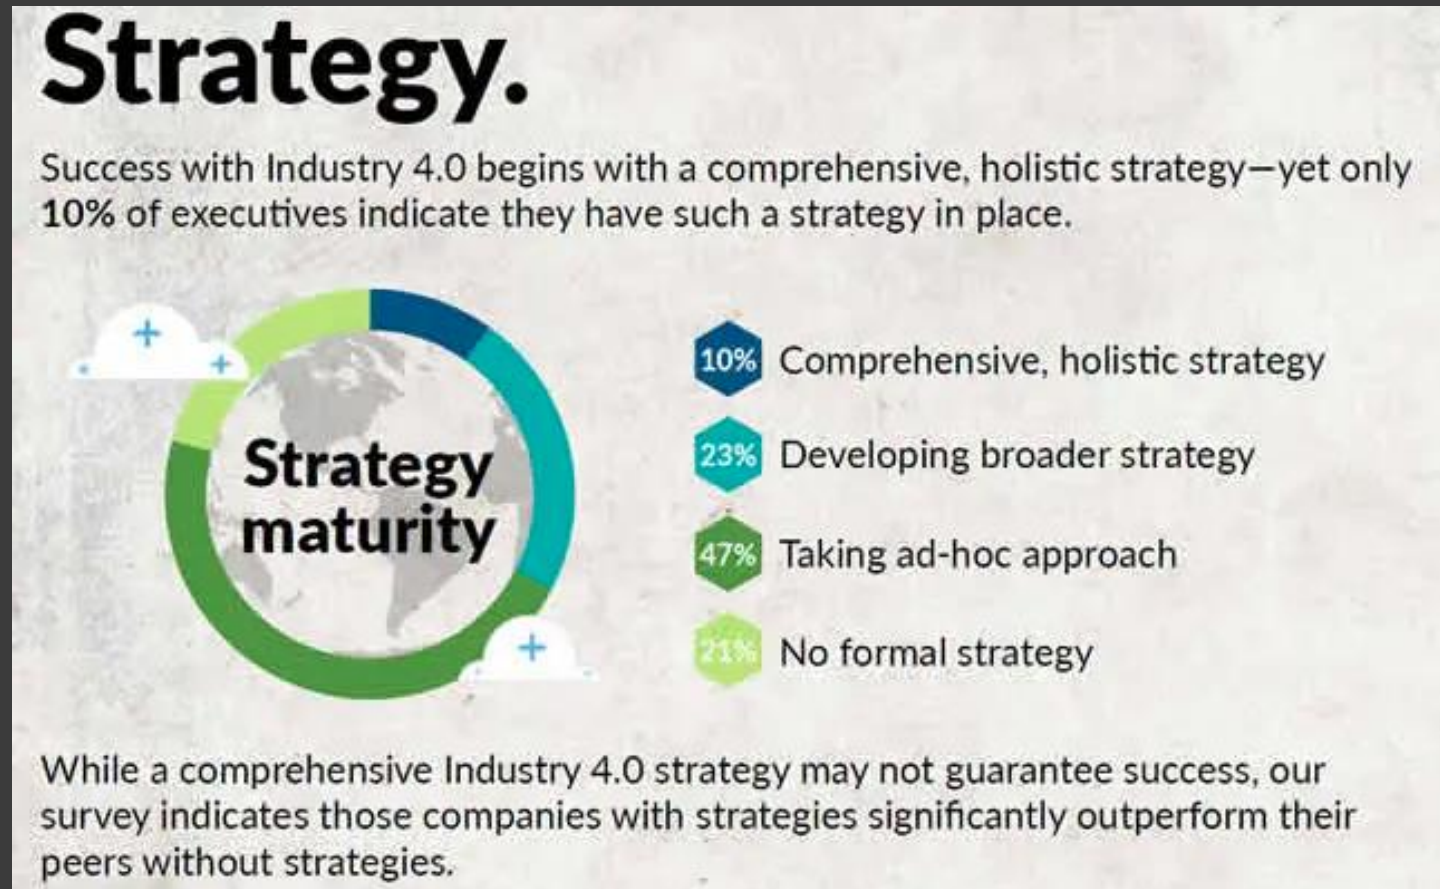 Strategy.
Success with Industry 4.0 begins with a comprehensive, holistic strategy—yet only
10% of executives indicate they have such a strategy in place.
Strategy
maturity
10% Comprehensive, holistic strategy
23% Developing broader strategy
47% Taking ad-hoc approach
21% No formal strategy
While a comprehensive Industry 4.0 strategy may not guarantee success, our
survey indicates those companies with strategies significantly outperform their
peers without strategies.